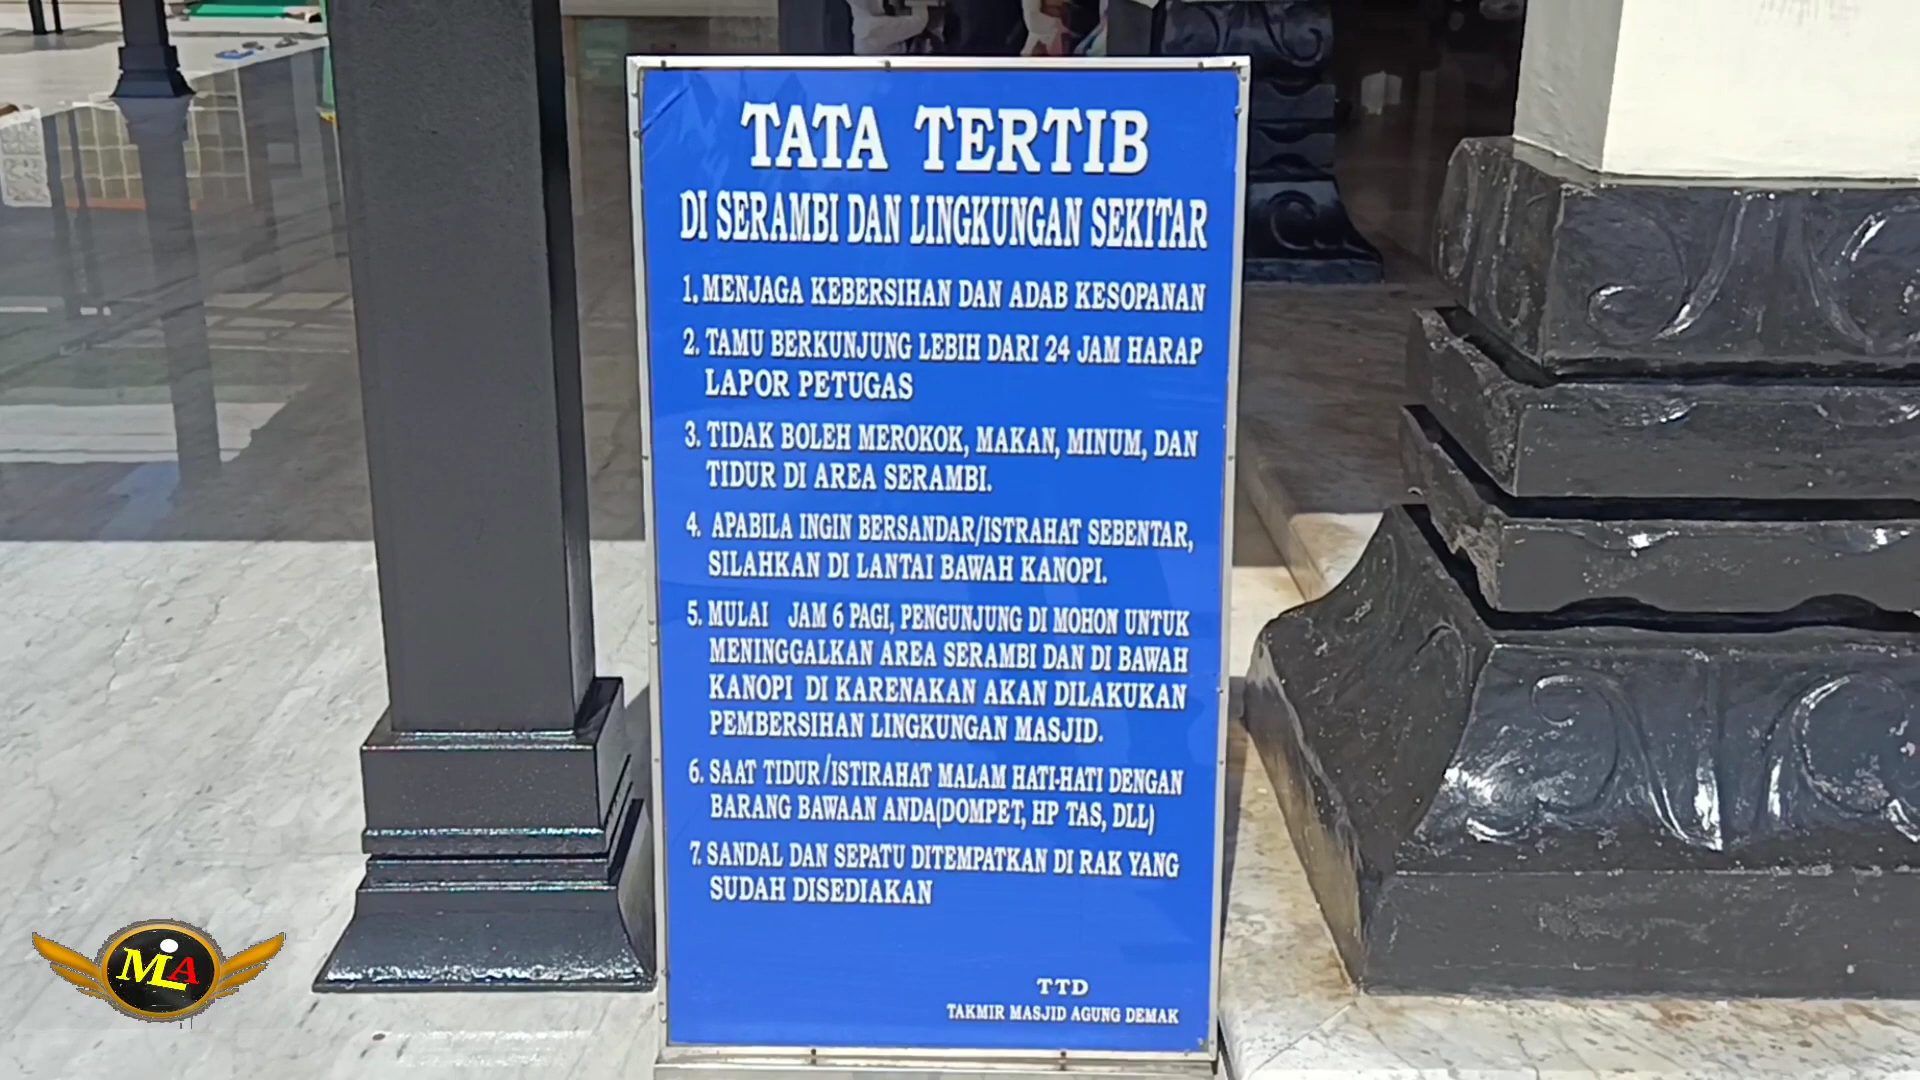 TATA TERTIB
DI SERAMBI DAN LINGKUNGAN SEKITAR
1. MENJAGA KEBERSIHAN DAN ADAB KESOPANAN
2. TAMU BERKUNJUNG LEBIH DARI 24 JAM HARAP
LAPOR PETUGAS
3. TIDAK BOLEH MEROKOK, MAKAN, MINUM, DAN
TIDUR DI AREA SERAMBI.
4. APABILA INGIN BERSANDAR/ISTRAHAT SEBENTAR,
SILAHKAN DI LANTAI BAWAH KANOPI.
5. MULAI JAM 6 PAGI, PENGUNJUNG DI MOHON UNTUK
MENINGGALKAN AREA SERAMBI DAN DI BAWAH
KANOPI DI KARENAKAN AKAN DILAKUKAN
PEMBERSIHAN LINGKUNGAN MASJID.
6. SAAT TIDUR/ISTIRAHAT MALAM HATI-HATI DENGAN
BARANG BAWAAN ANDA(DOMPET, HP TAS, DLL)
7. SANDAL DAN SEPATU DITEMPATKAN DI RAK YANG
SUDAH DISEDIAKAN
TTD
TAKMIR MASJID AGUNG DEMAK
MLA